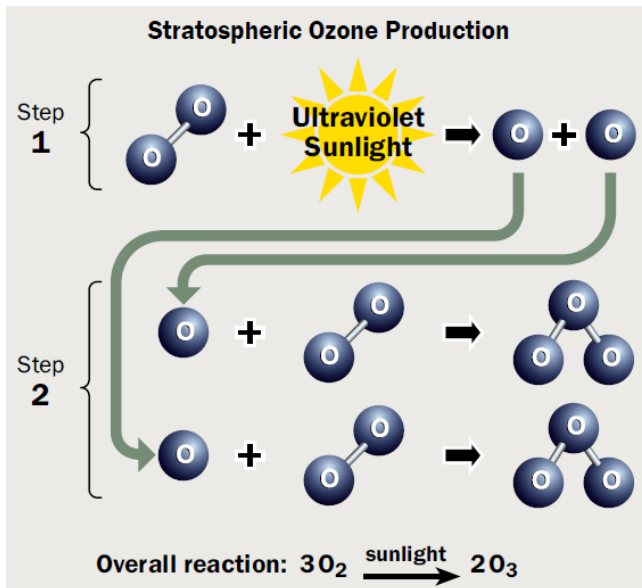 Stratospheric Ozone Production
Step
1
O
O
+
Ultraviolet
Sunlight
O
+
O
Step
2
O
+
O
O
O
O
O
O
+
O
O
O
O
O
Overall reaction: 3O₂ sunlight 2O₃